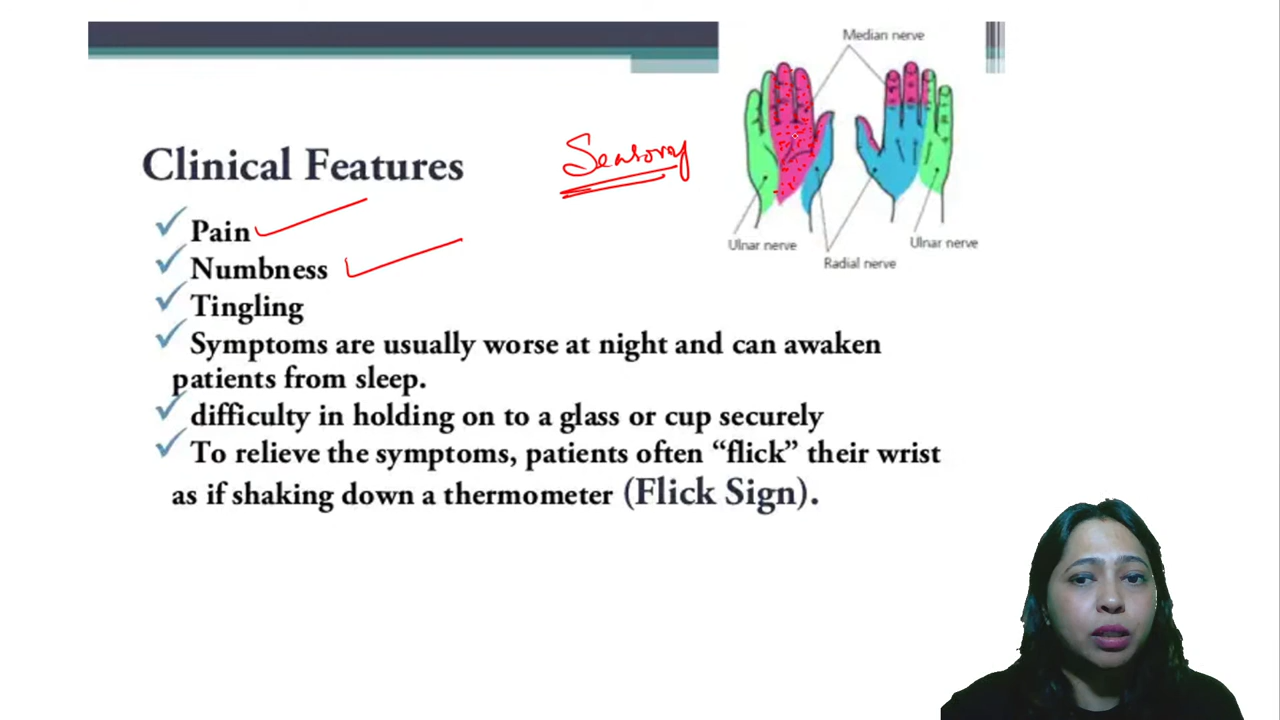 Median nerve
Clinical Features
Sensory
Pain
Numbness
Tingling
Symptoms are usually worse at night and can awaken
patients from sleep.
difficulty in holding on to a glass or cup securely
To relieve the symptoms, patients often “flick” their wrist
as if shaking down a thermometer (Flick Sign).
Ulnar nerve
Radial nerve
Ulnar nerve